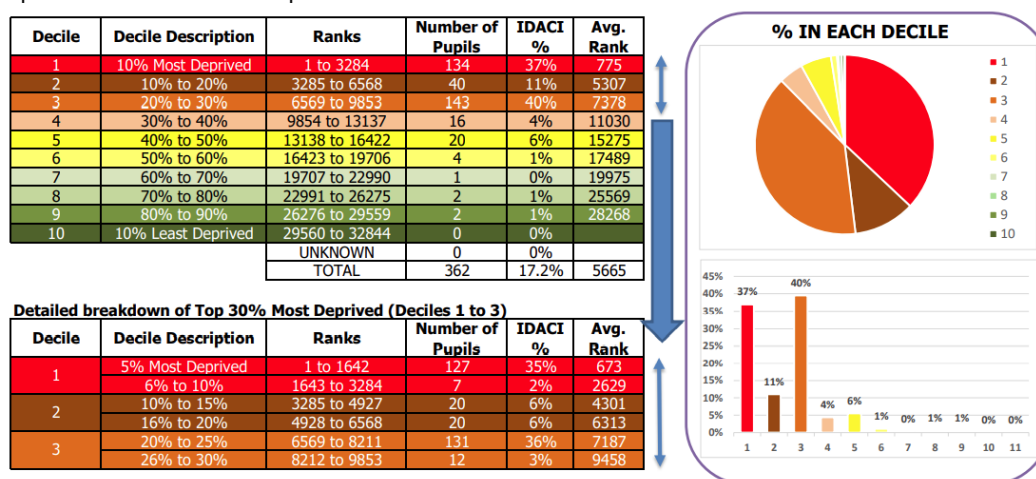 Decile Decile Description Ranks Number of Pupils IDACI % Avg. Rank
1 10% Most Deprived 1 to 3284 134 37% 775
2 10% to 20% 3285 to 6568 40 11% 5307
3 20% to 30% 6569 to 9853 143 40% 7378
4 30% to 40% 9854 to 13137 16 4% 11030
5 40% to 50% 13138 to 16422 20 6% 15275
6 50% to 60% 16423 to 19706 4 1% 17489
7 60% to 70% 19707 to 22990 1 0% 19975
8 70% to 80% 22991 to 26275 2 1% 25569
9 80% to 90% 26276 to 29559 2 1% 28268
10 10% Least Deprived 29560 to 32844 0 0%
UNKNOWN 0 0%
TOTAL 362 17.2% 5665
Detailed breakdown of Top 30% Most Deprived (Deciles 1 to 3)
Decile Decile Description Ranks Number of Pupils IDACI % Avg. Rank
1 5% Most Deprived 1 to 1642 127 35% 673
6% to 10% 1643 to 3284 7 2% 2629
2 10% to 15% 3285 to 4927 20 6% 4301
16% to 20% 4928 to 6568 20 6% 6313
3 20% to 25% 6569 to 8211 131 36% 7187
26% to 30% 8212 to 9853 12 3% 9458
% IN EACH DECILE
1
2
3
4
5
6
7
8
9
10
45%
40%
35%
30%
25%
20%
15%
10%
5%
0%
37% 11% 40% 4% 6% 1% 0% 1% 1% 0% 0%
1 2 3 4 5 6 7 8 9 10 11